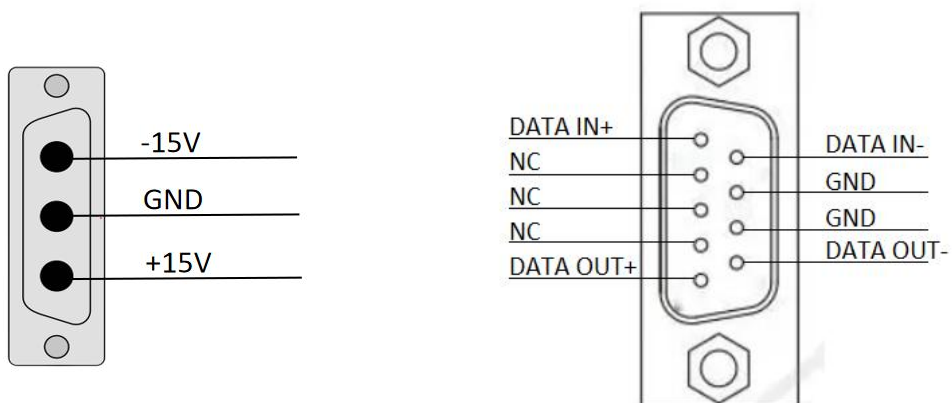 -15V
GND
+15V
DATA IN+
NC
NC
NC
DATA OUT+
DATA IN-
GND
GND
DATA OUT-